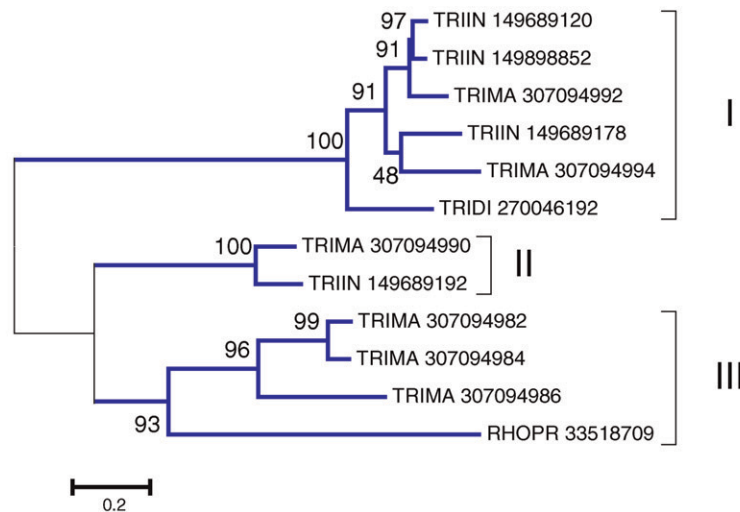 97 TRIIN 149689120
TRIIN 149898852
91
91 TRIMA 307094992
I
100 TRIIN 149689178
48 TRIMA 307094994
TRIDI 270046192
100 TRIMA 307094990
II
TRIIN 149689192
99 TRIMA 307094982
96 TRIMA 307094984
III
TRIMA 307094986
93 RHOPR 33518709
0.2